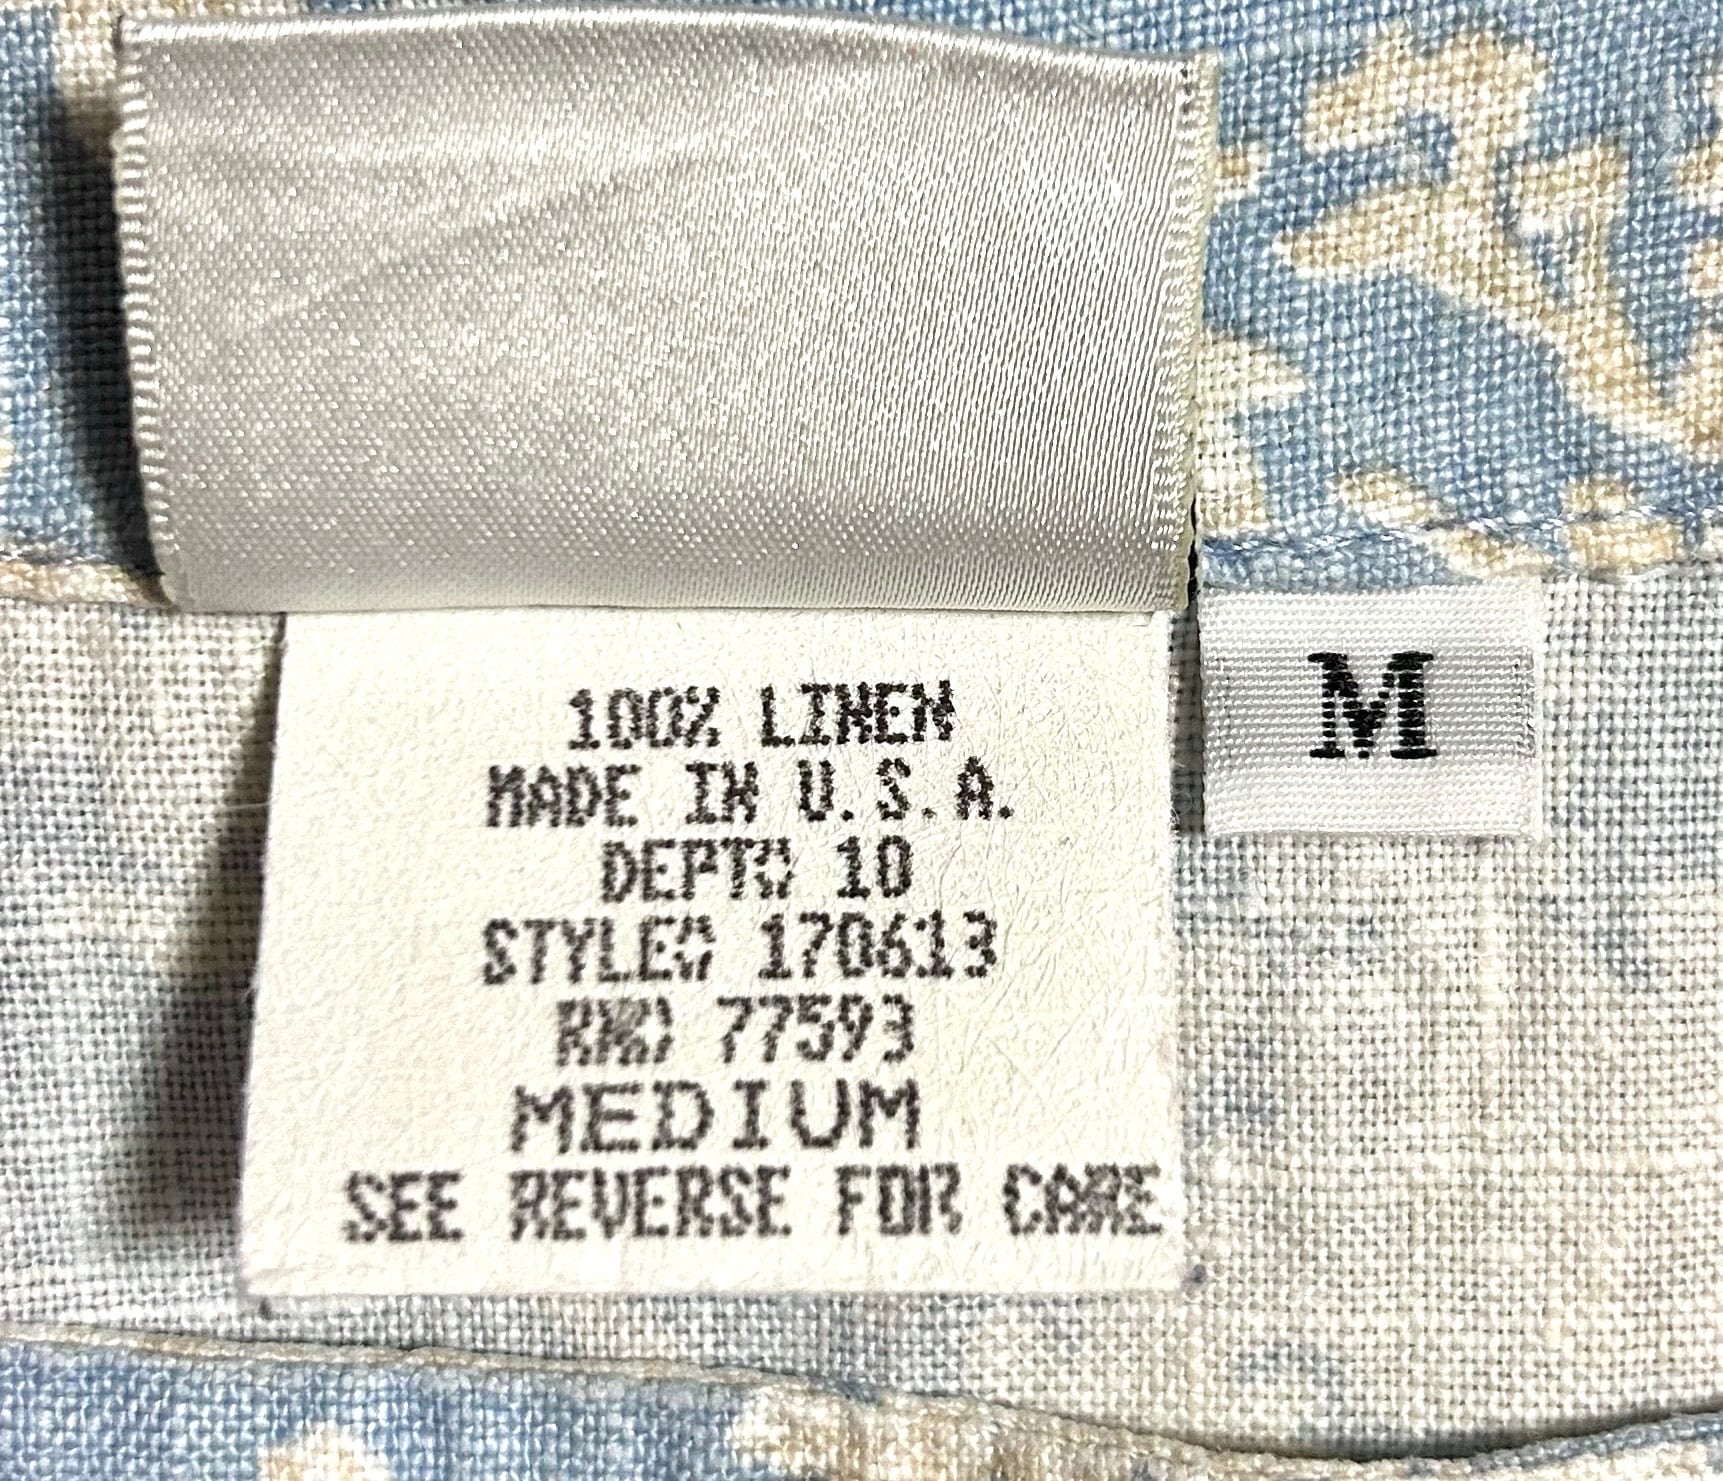 100% LINEN
MADE IN U.S.A.
DEPT# 10
STYLE# 170613
RN# 77593
MEDIUM
SEE REVERSE FOR CARE
M